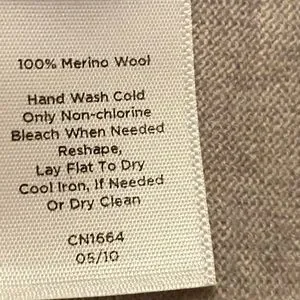 100% Merino Wool
Hand Wash Cold
Only Non-chlorine
Bleach When Needed
Reshape,
Lay Flat To Dry
Cool Iron, If Needed
Or Dry Clean
CN1664
05/10